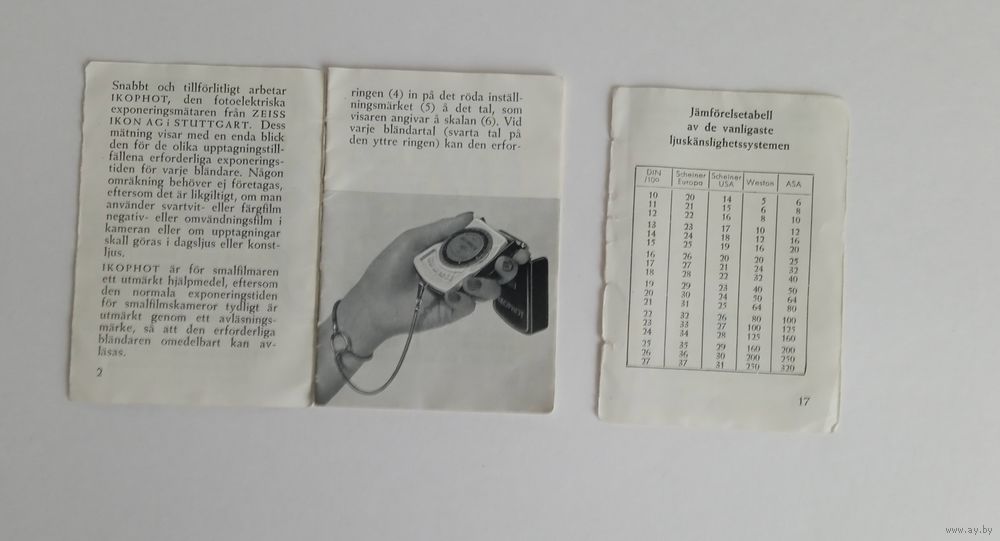 Snabbt och tillförlitligt arbetar
IKOPHOT, den fotoelektriska
exponeringsmätaren från ZEISS
IKON AG i STUTTGART. Dess
mätning visar med en enda blick
den för de olika upptagningstill-
fällena erforderliga exponerings-
tiden för varje bländare. Någon
omräkning behöver ej företagas,
eftersom det är likgiltigt, om man
använder svartvit- eller färgfilm
negativ- eller omvändningsfilm i
kameran eller om upptagningar
skall göras i dagsljus eller konst-
ljus.
IKOPHOT är för smalfilmaren
ett utmärkt hjälpmedel, eftersom
den normala exponeringstiden
för smalfilmskameror tydligt är
utmärkt genom ett avläsnings-
märke, så att den erforderliga
bländaren omedelbart kan av-
läsas.
2
ringen (4) in på det röda inställ-
ningsmärket (5) å det tal, som
visaren angivar å skalan (6). Vid
varje bländartal (svarta tal på
den yttre ringen) kan den erfor-
Jämförelsetabell
av de vanligaste
ljuskänslighetssystemen
DIN /100 Scheiner Europa Scheiner USA Weston ASA
10 20 14 5 6
11 21 15 6 8
12 22 16 8 10
13 23 17 10 12
14 24 18 12 16
15 25 19 16 20
16 26 20 20 25
17 27 21 24 32
18 28 22 32 40
19 29 23 40 50
20 30 24 50 64
21 31 25 64 80
22 32 26 80 100
23 33 27 100 125
24 34 28 125 160
25 35 29 160 200
26 36 30 200 250
27 37 31 250 320
17
www.ay.by